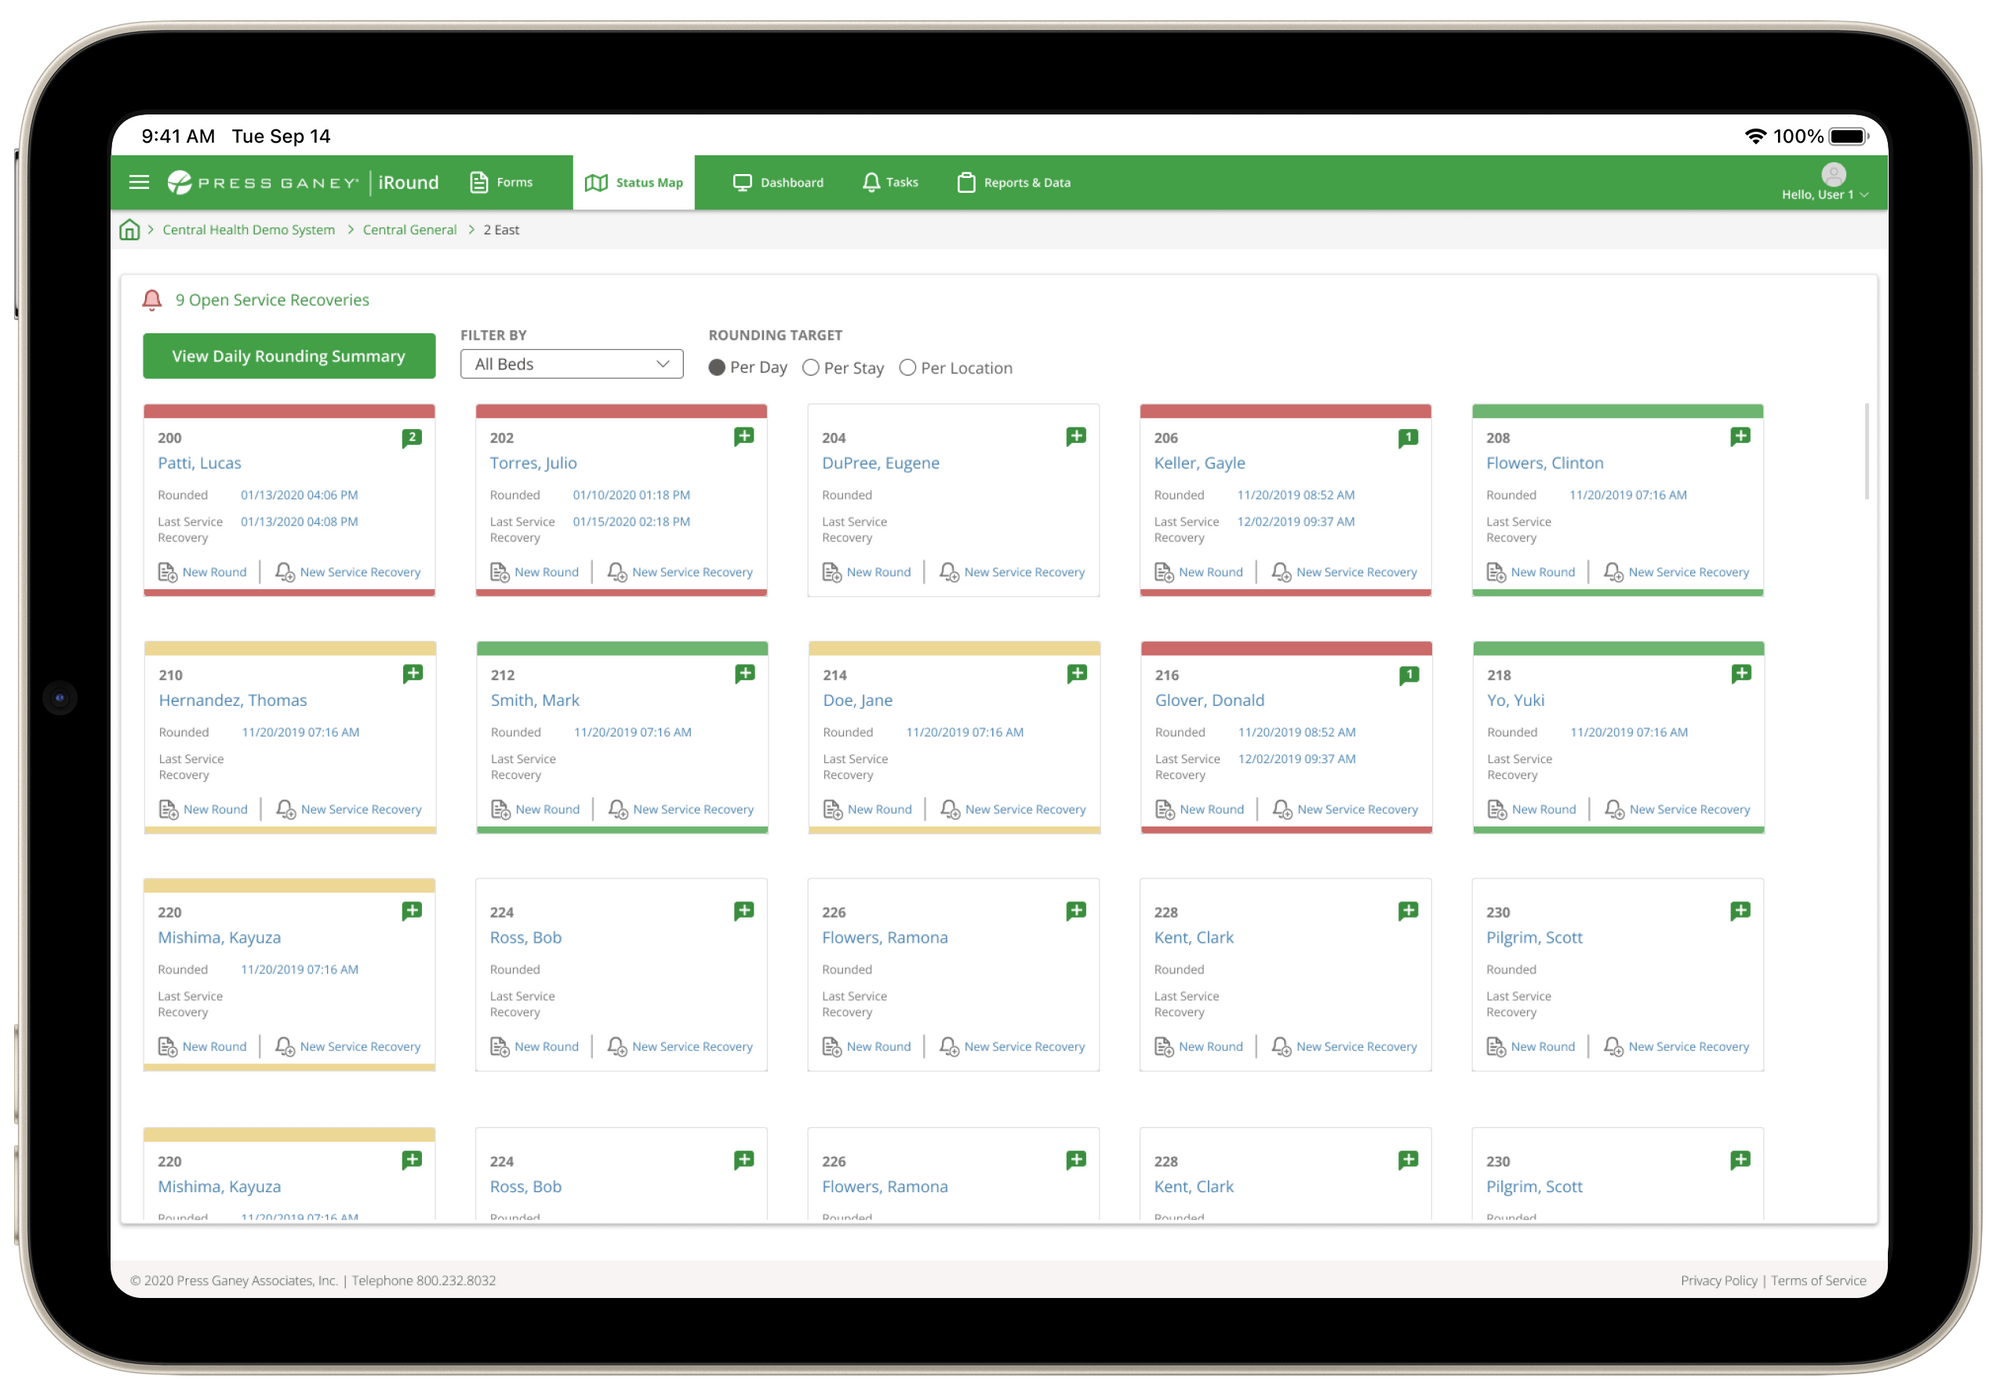 9:41 AM Tue Sep 14
100%
PRESS GANEY® | iRound
Forms
Status Map
Dashboard
Tasks
Reports & Data
Hello, User 1
> Central Health Demo System > Central General > 2 East
9 Open Service Recoveries
View Daily Rounding Summary
FILTER BY
All Beds
ROUNDING TARGET
Per Day Per Stay Per Location
200
2
Patti, Lucas
Rounded 01/13/2020 04:06 PM
Last Service 01/13/2020 04:08 PM
Recovery
New Round | New Service Recovery
202
Torres, Julio
Rounded 01/10/2020 01:18 PM
Last Service 01/15/2020 02:18 PM
Recovery
New Round | New Service Recovery
204
DuPree, Eugene
Rounded
Last Service
Recovery
New Round | New Service Recovery
206
1
Keller, Gayle
Rounded 11/20/2019 08:52 AM
Last Service 12/02/2019 09:37 AM
Recovery
New Round | New Service Recovery
208
Flowers, Clinton
Rounded 11/20/2019 07:16 AM
Last Service
Recovery
New Round | New Service Recovery
210
Hernandez, Thomas
Rounded 11/20/2019 07:16 AM
Last Service
Recovery
New Round | New Service Recovery
212
Smith, Mark
Rounded 11/20/2019 07:16 AM
Last Service
Recovery
New Round | New Service Recovery
214
Doe, Jane
Rounded 11/20/2019 07:16 AM
Last Service
Recovery
New Round | New Service Recovery
216
1
Glover, Donald
Rounded 11/20/2019 08:52 AM
Last Service 12/02/2019 09:37 AM
Recovery
New Round | New Service Recovery
218
Yo, Yuki
Rounded 11/20/2019 07:16 AM
Last Service
Recovery
New Round | New Service Recovery
220
Mishima, Kayuza
Rounded 11/20/2019 07:16 AM
Last Service
Recovery
New Round | New Service Recovery
224
Ross, Bob
Rounded
Last Service
Recovery
New Round | New Service Recovery
226
Flowers, Ramona
Rounded
Last Service
Recovery
New Round | New Service Recovery
228
Kent, Clark
Rounded
Last Service
Recovery
New Round | New Service Recovery
230
Pilgrim, Scott
Rounded
Last Service
Recovery
New Round | New Service Recovery
220
Mishima, Kayuza
Rounded 11/20/2019 07:16 AM
224
Ross, Bob
Rounded
226
Flowers, Ramona
Rounded
228
Kent, Clark
Rounded
230
Pilgrim, Scott
Rounded
© 2020 Press Ganey Associates, Inc. | Telephone 800.232.8032
Privacy Policy | Terms of Service